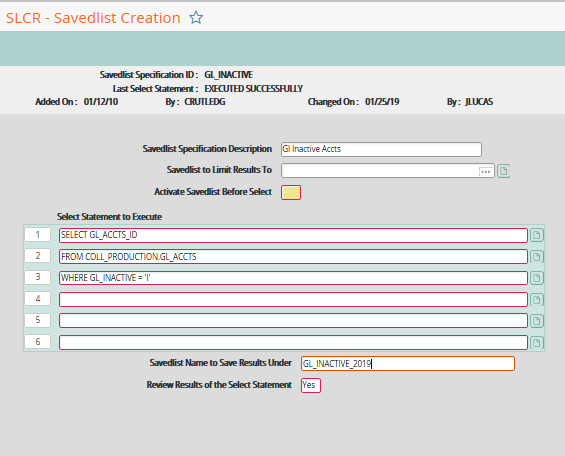 SLCR - Savedlist Creation
Savedlist Specification ID : GL_INACTIVE
Last Select Statement : EXECUTED SUCCESSFULLY
Added On : 01/12/10 By : CRUTLEDG Changed On : 01/25/19 By : JLUCAS
Savedlist Specification Description Gl Inactive Accts
Savedlist to Limit Results To
Activate Savedlist Before Select
Select Statement to Execute
1 SELECT GL_ACCTS_ID
2 FROM COLL_PRODUCTION.GL_ACCTS
3 WHERE GL_INACTIVE = 'I'
4
5
6
Savedlist Name to Save Results Under GL_INACTIVE_2019
Review Results of the Select Statement Yes